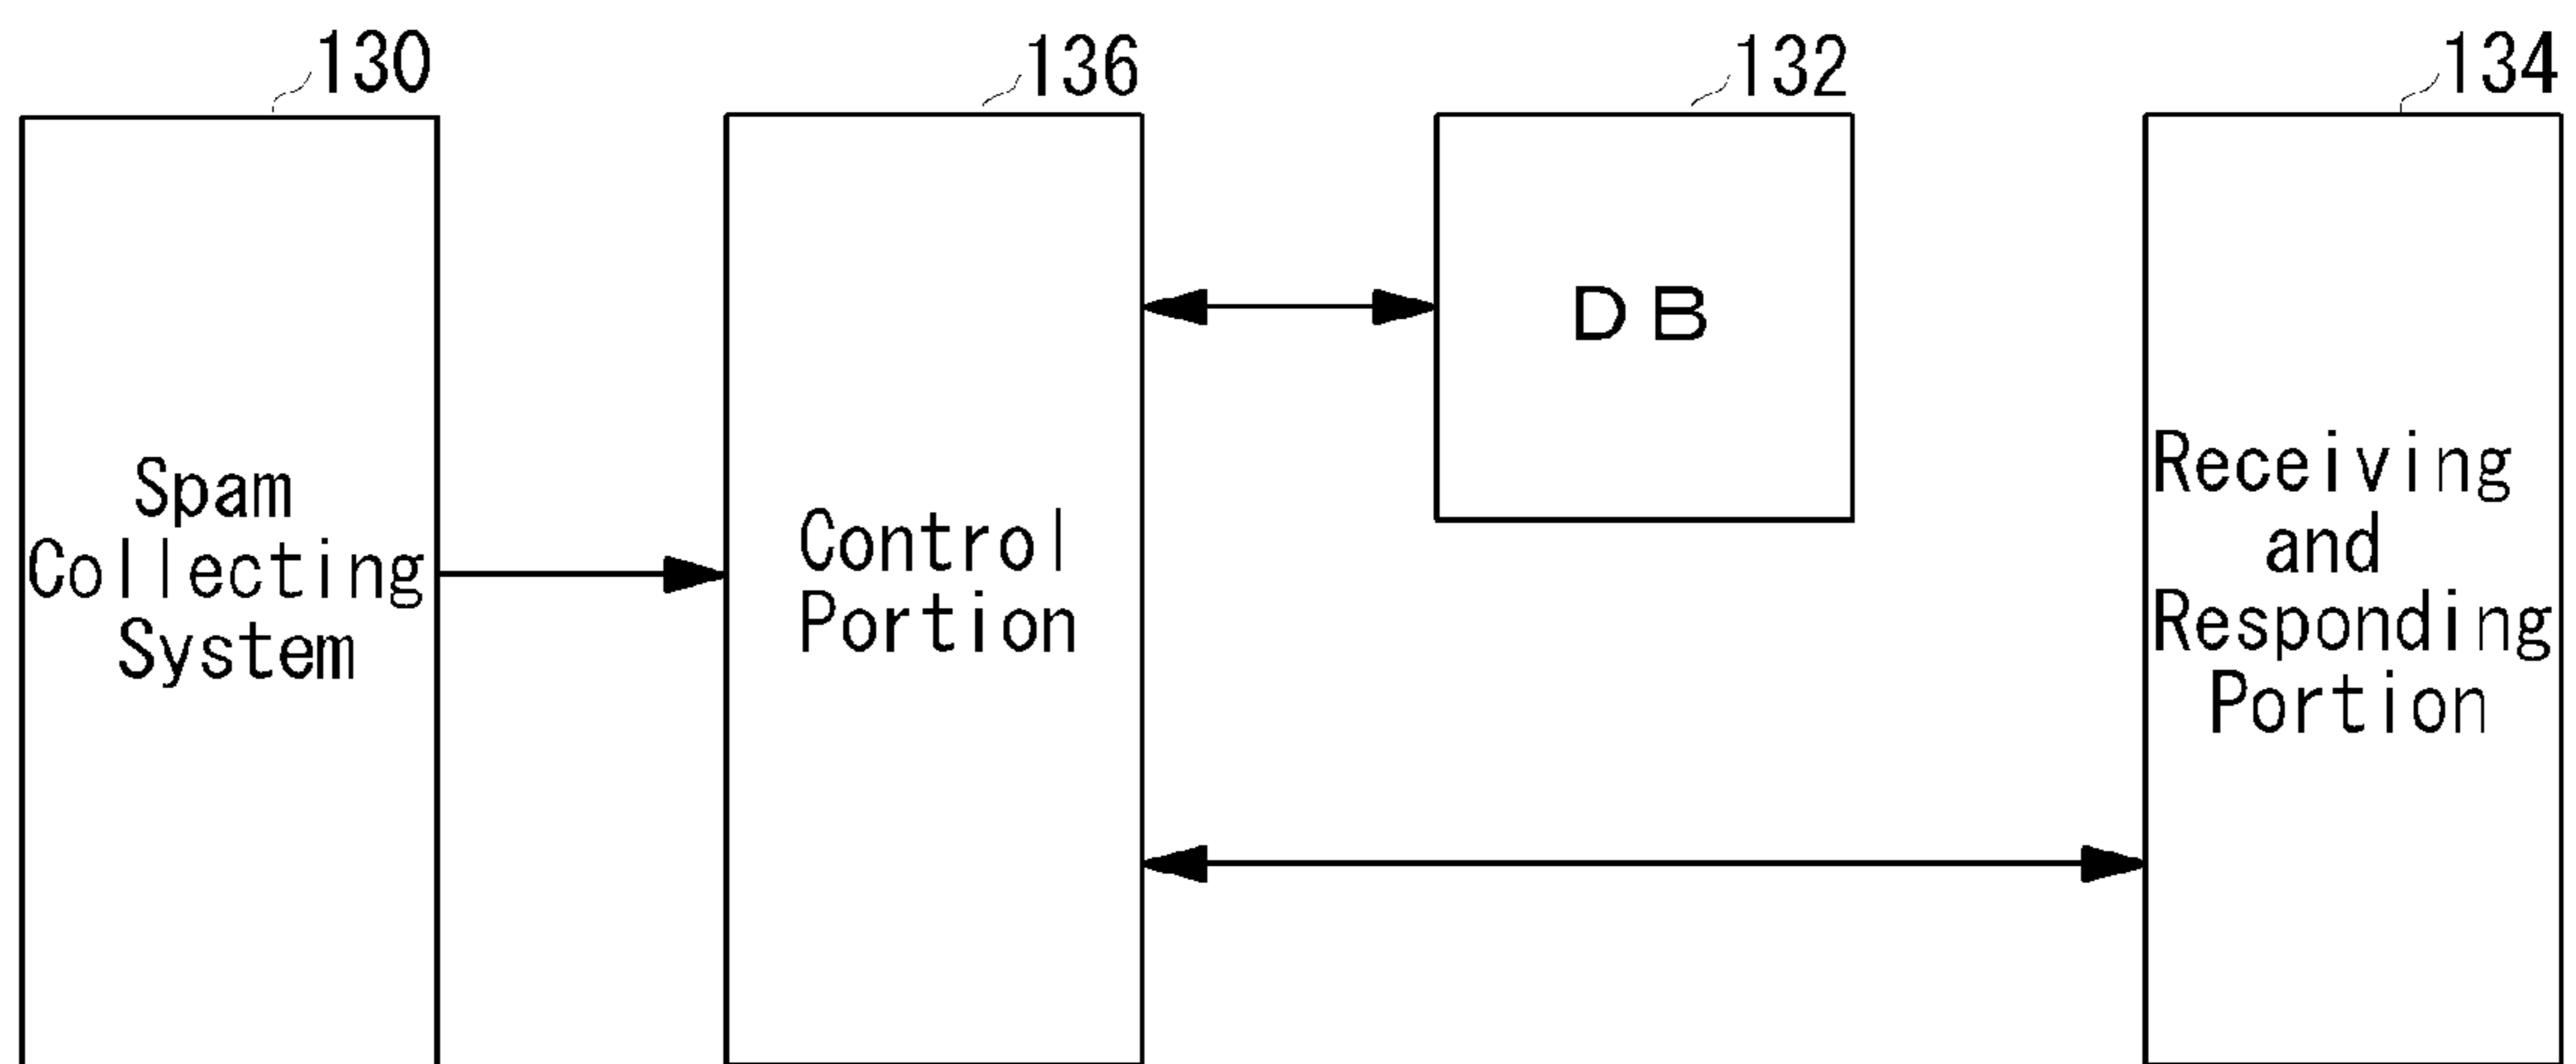 130
136
132
134
Spam
Collecting
System
Control
Portion
DB
Receiving
and
Responding
Portion